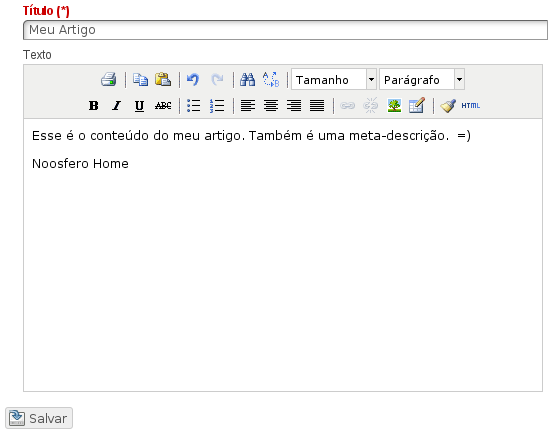 Título (*)
Meu Artigo
Texto
Tamanho Parágrafo
B I U ABC HTML
Esse é o conteúdo do meu artigo. Também é uma meta-descrição. =)
Noosfero Home
Salvar